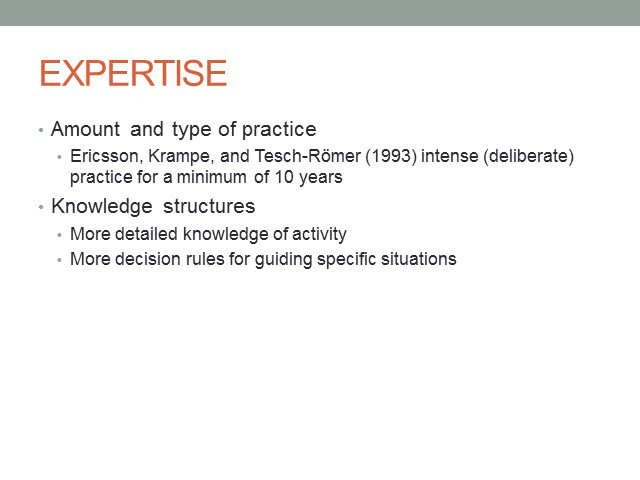 EXPERTISE
• Amount and type of practice
• Ericsson, Krampe, and Tesch-Römer (1993) intense (deliberate)
practice for a minimum of 10 years
• Knowledge structures
• More detailed knowledge of activity
• More decision rules for guiding specific situations